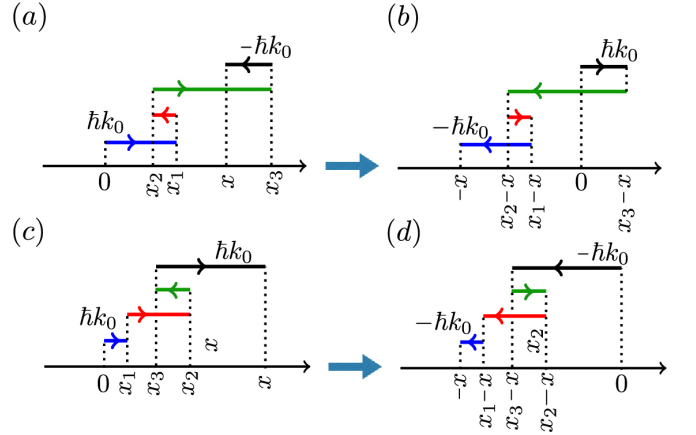 (a)
(b)
-ℏk₀
ℏk₀
ℏk₀
-ℏk₀
0
x₂
x₁
x
x₃
-x
x₂-x
x₁-x
0
x₃-x
(c)
(d)
ℏk₀
-ℏk₀
ℏk₀
-ℏk₀
x
x₂
0
x₁
x₃
x₂
x
-x
x₁-x
x₃-x
x₂-x
0